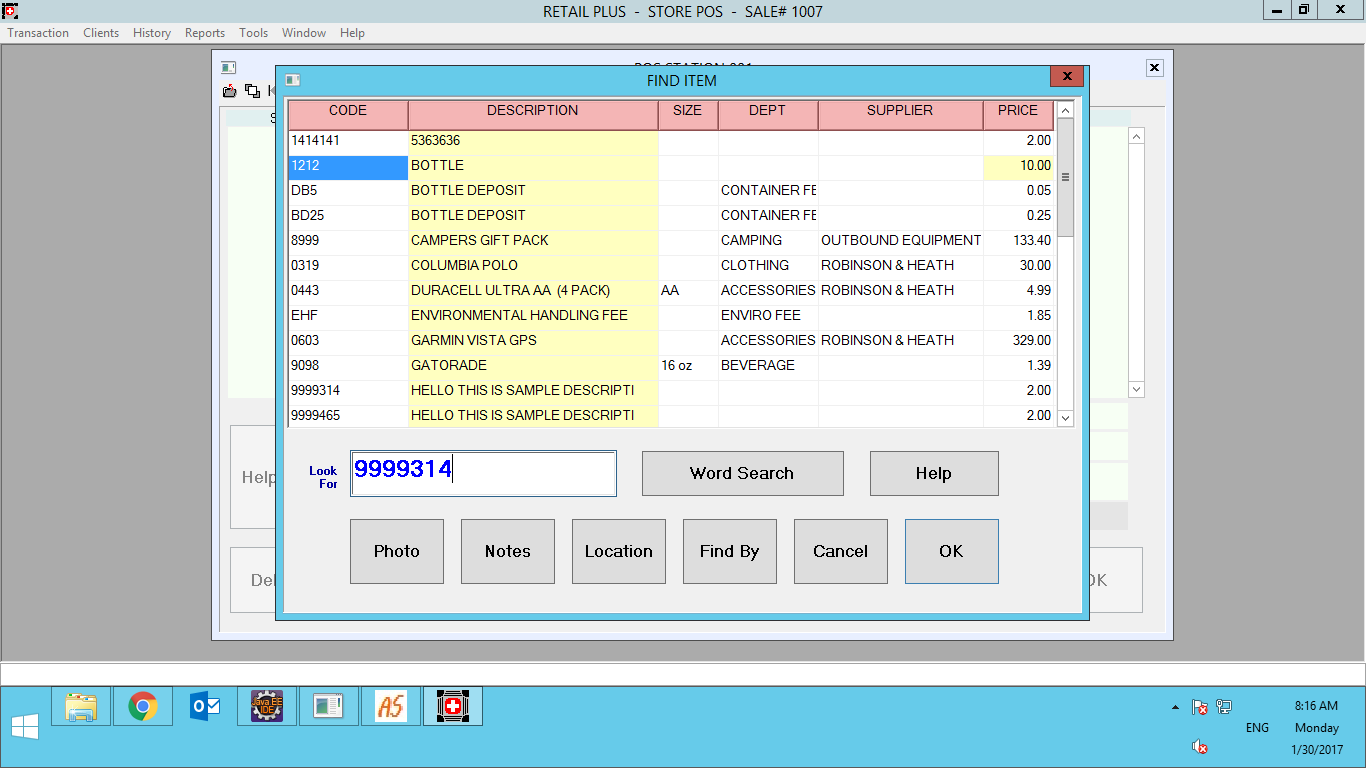 RETAIL PLUS - STORE POS - SALE# 1007
Transaction Clients History Reports Tools Window Help
FIND ITEM
CODE DESCRIPTION SIZE DEPT SUPPLIER PRICE
1414141 5363636 2.00
1212 BOTTLE 10.00
DB5 BOTTLE DEPOSIT CONTAINER FE 0.05
BD25 BOTTLE DEPOSIT CONTAINER FE 0.25
8999 CAMPERS GIFT PACK CAMPING OUTBOUND EQUIPMENT 133.40
0319 COLUMBIA POLO CLOTHING ROBINSON & HEATH 30.00
0443 DURACELL ULTRA AA (4 PACK) AA ACCESSORIES ROBINSON & HEATH 4.99
EHF ENVIRONMENTAL HANDLING FEE ENVIRO FEE 1.85
0603 GARMIN VISTA GPS ACCESSORIES ROBINSON & HEATH 329.00
9098 GATORADE 16 oz BEVERAGE 1.39
9999314 HELLO THIS IS SAMPLE DESCRIPTI 2.00
9999465 HELLO THIS IS SAMPLE DESCRIPTI 2.00
Look For 9999314 Word Search Help
Help
Photo Notes Location Find By Cancel OK
Del OK
Java EE IDE
AS
8:16 AM
ENG Monday
1/30/2017